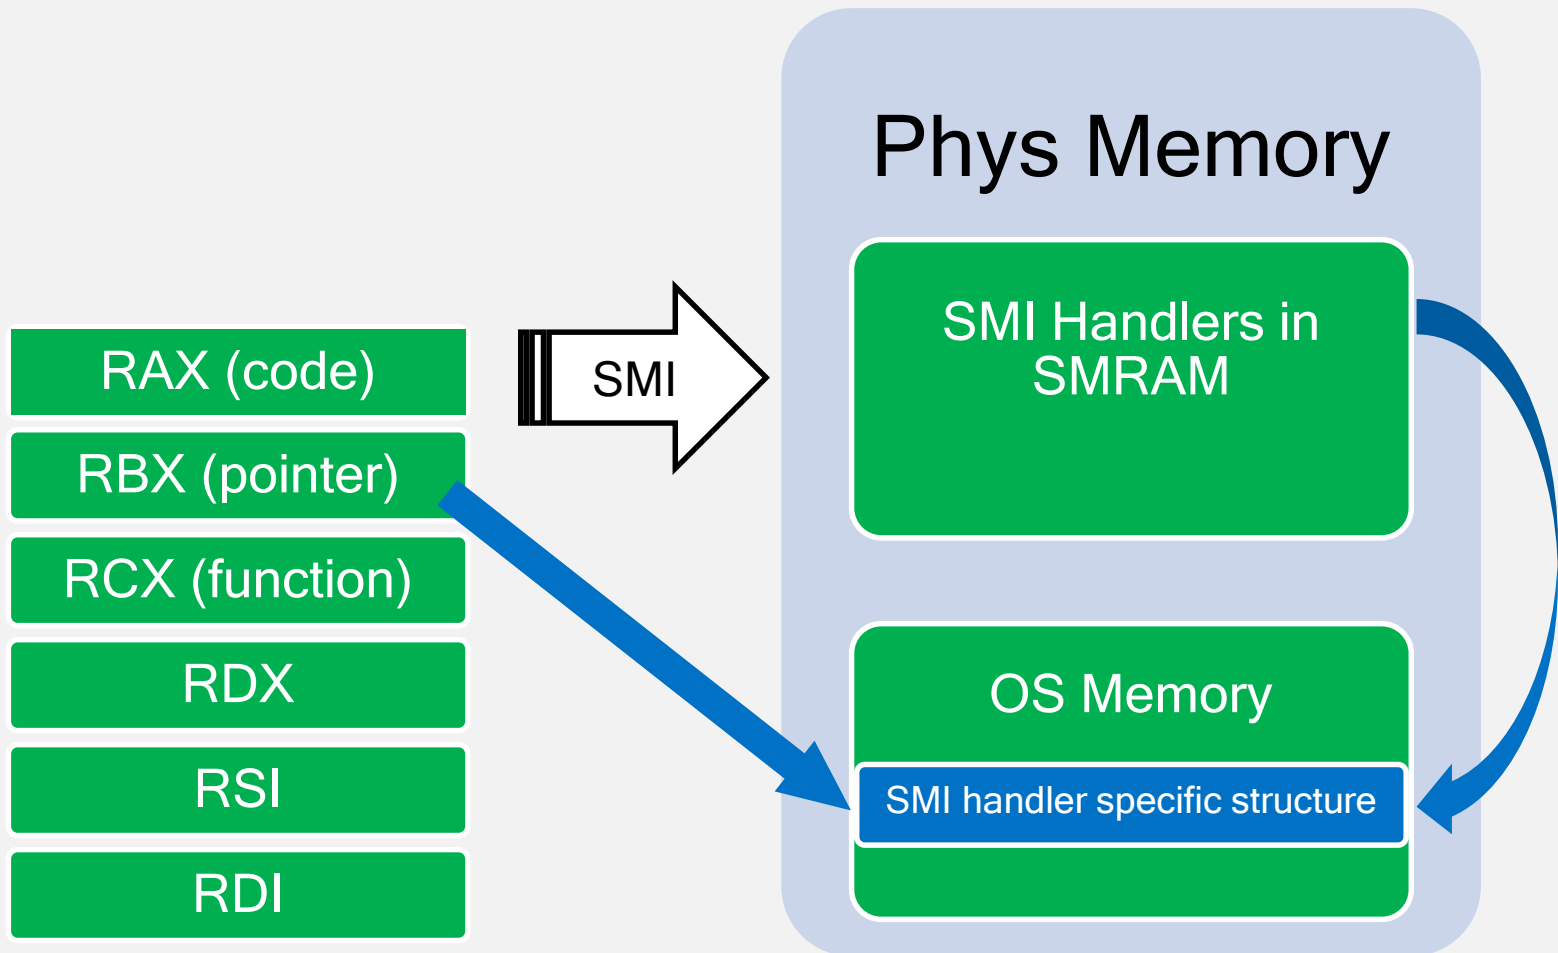 Phys Memory
SMI Handlers in
SMRAM
RAX (code)
SMI
RBX (pointer)
RCX (function)
RDX
OS Memory
RSI
SMI handler specific structure
RDI